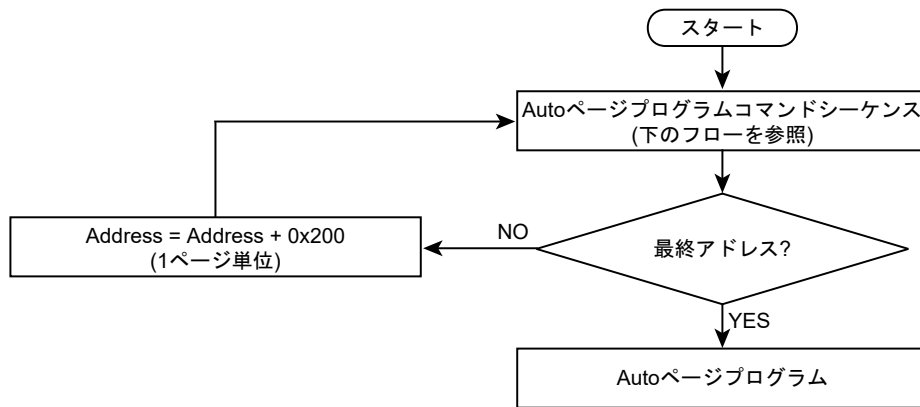 スタート
Autoページプログラムコマンドシーケンス
(下のフローを参照)
Address = Address + 0x200
(1ページ単位)
NO
最終アドレス?
YES
Autoページプログラム